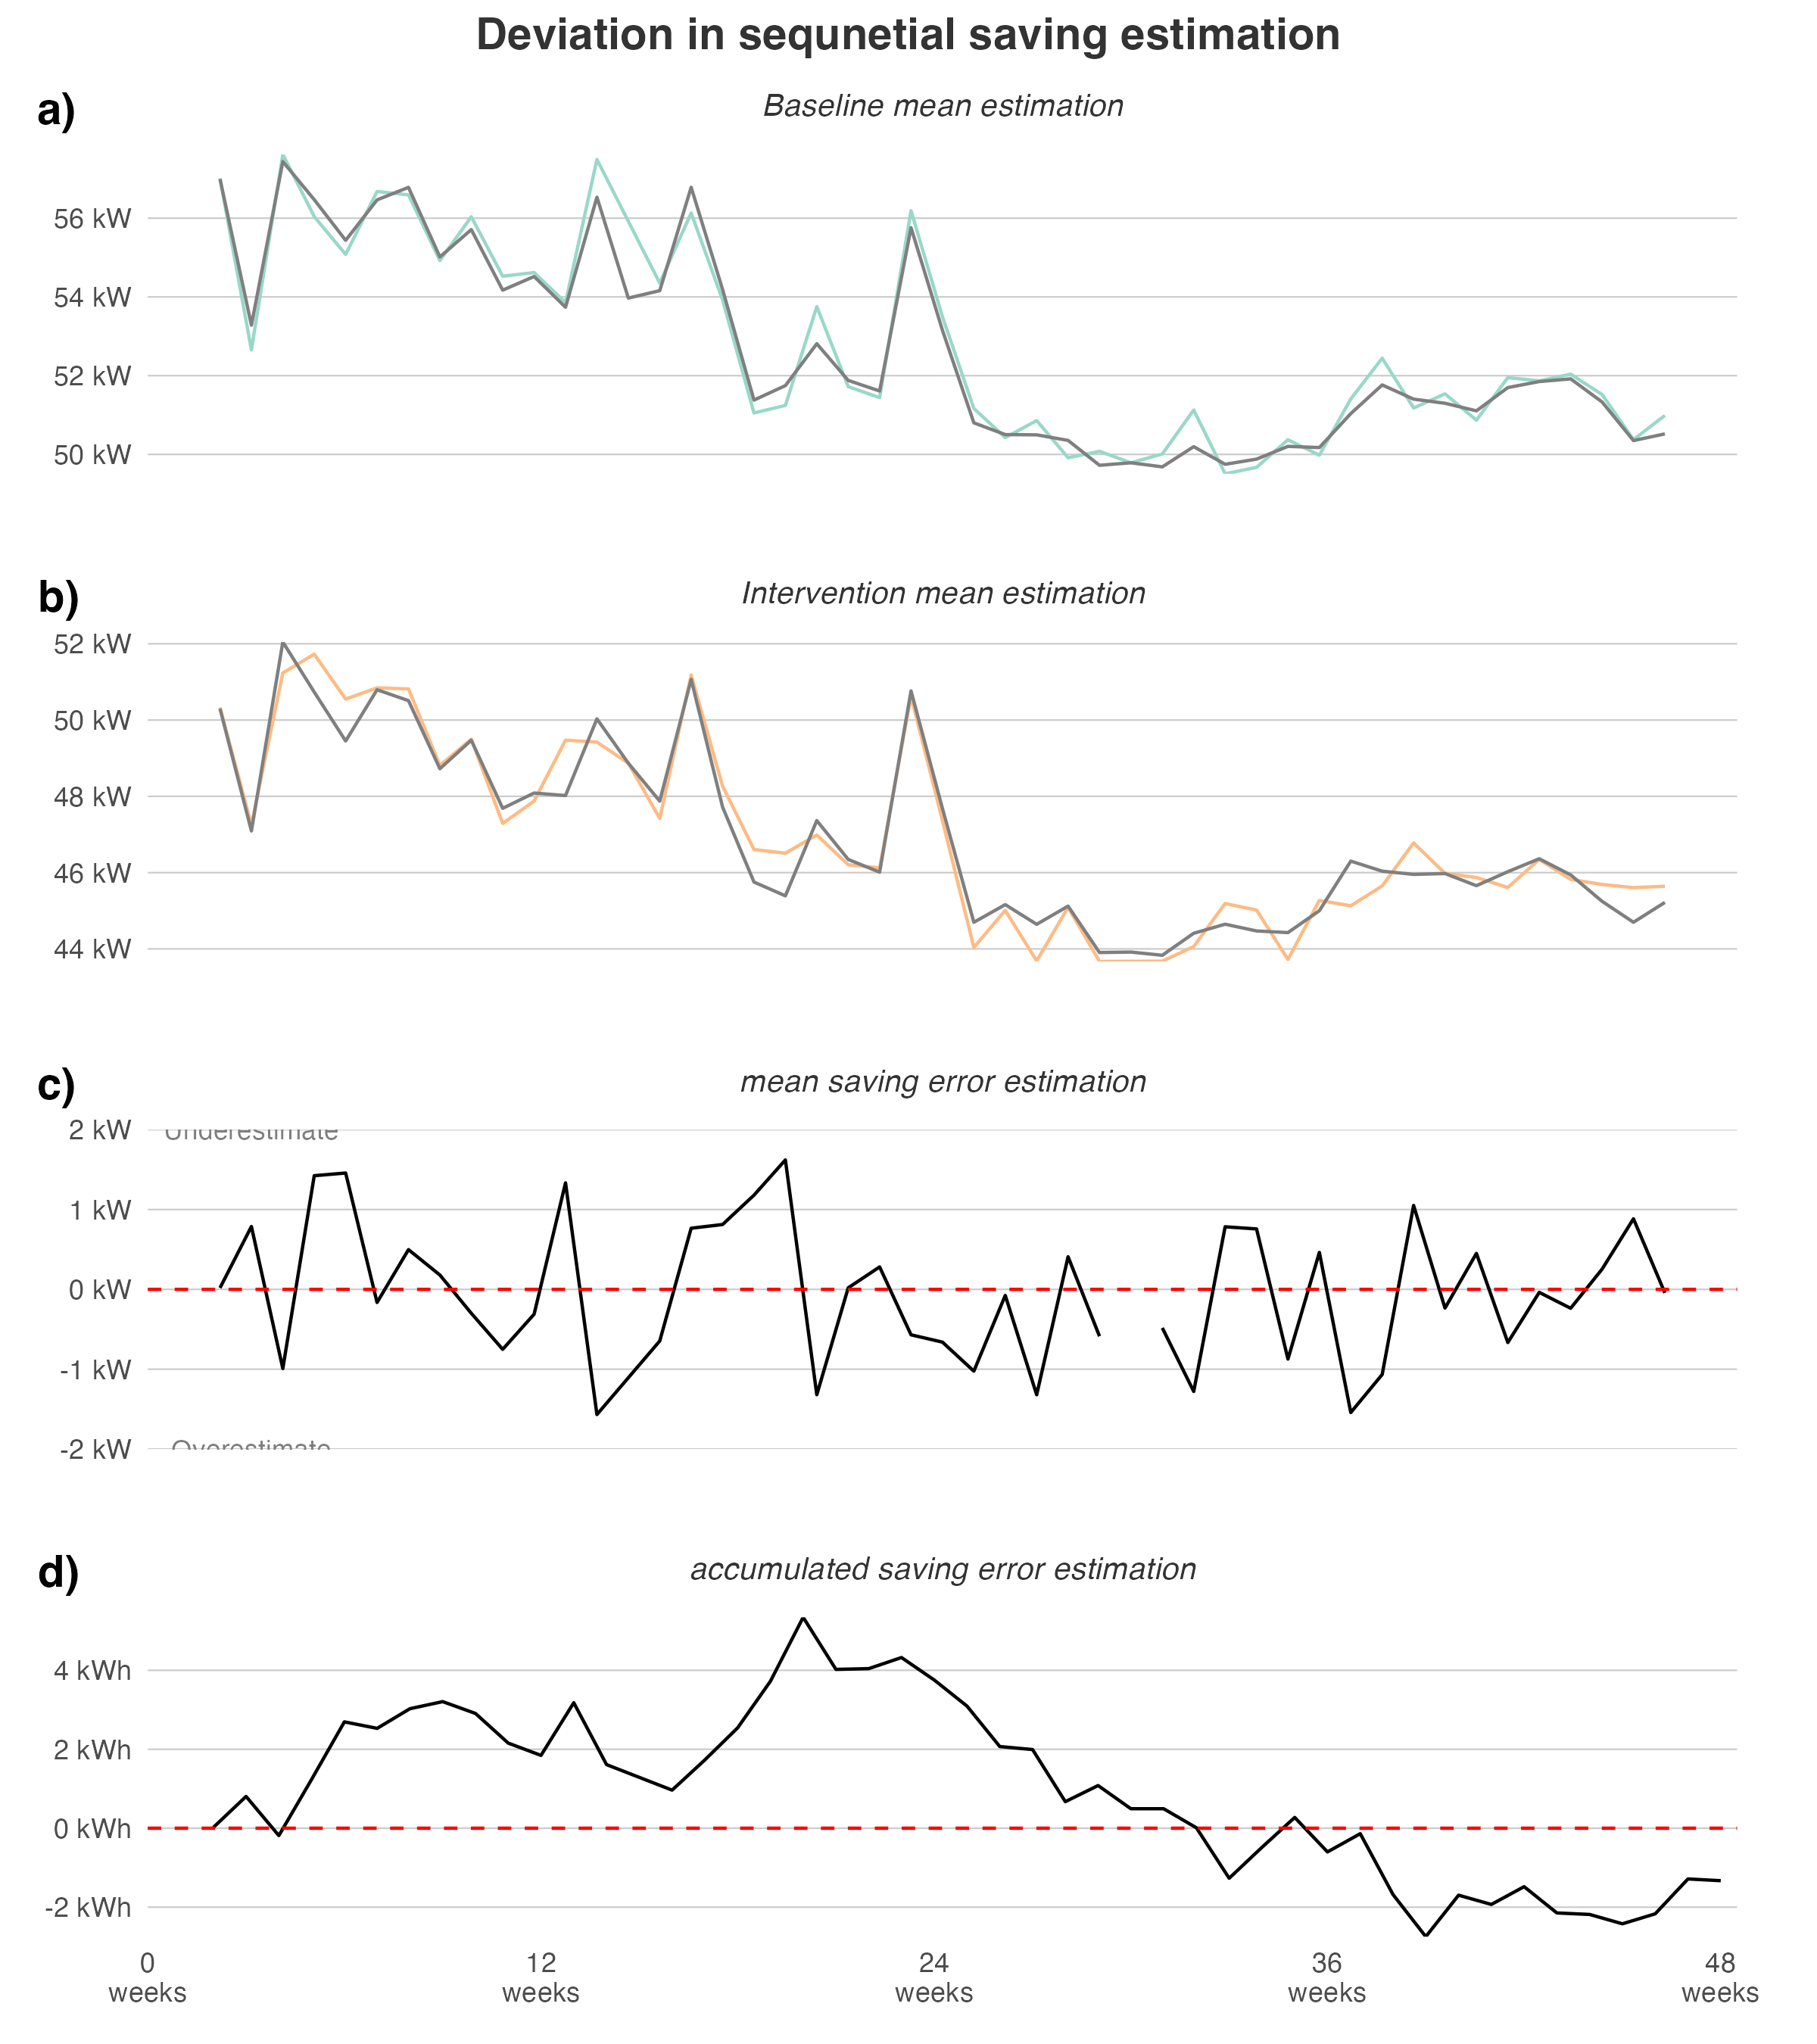 Deviation in sequnetial saving estimation
a)
Baseline mean estimation
56 kW
54 kW
52 kW
50 kW
b)
Intervention mean estimation
52 kW
50 kW
48 kW
46 kW
44 kW
c)
mean saving error estimation
2 kW
Underestimate
1 kW
0 kW
-1 kW
-2 kW
Overestimate
d)
accumulated saving error estimation
4 kWh
2 kWh
0 kWh
-2 kWh
0 12 24 36 48
weeks weeks weeks weeks weeks